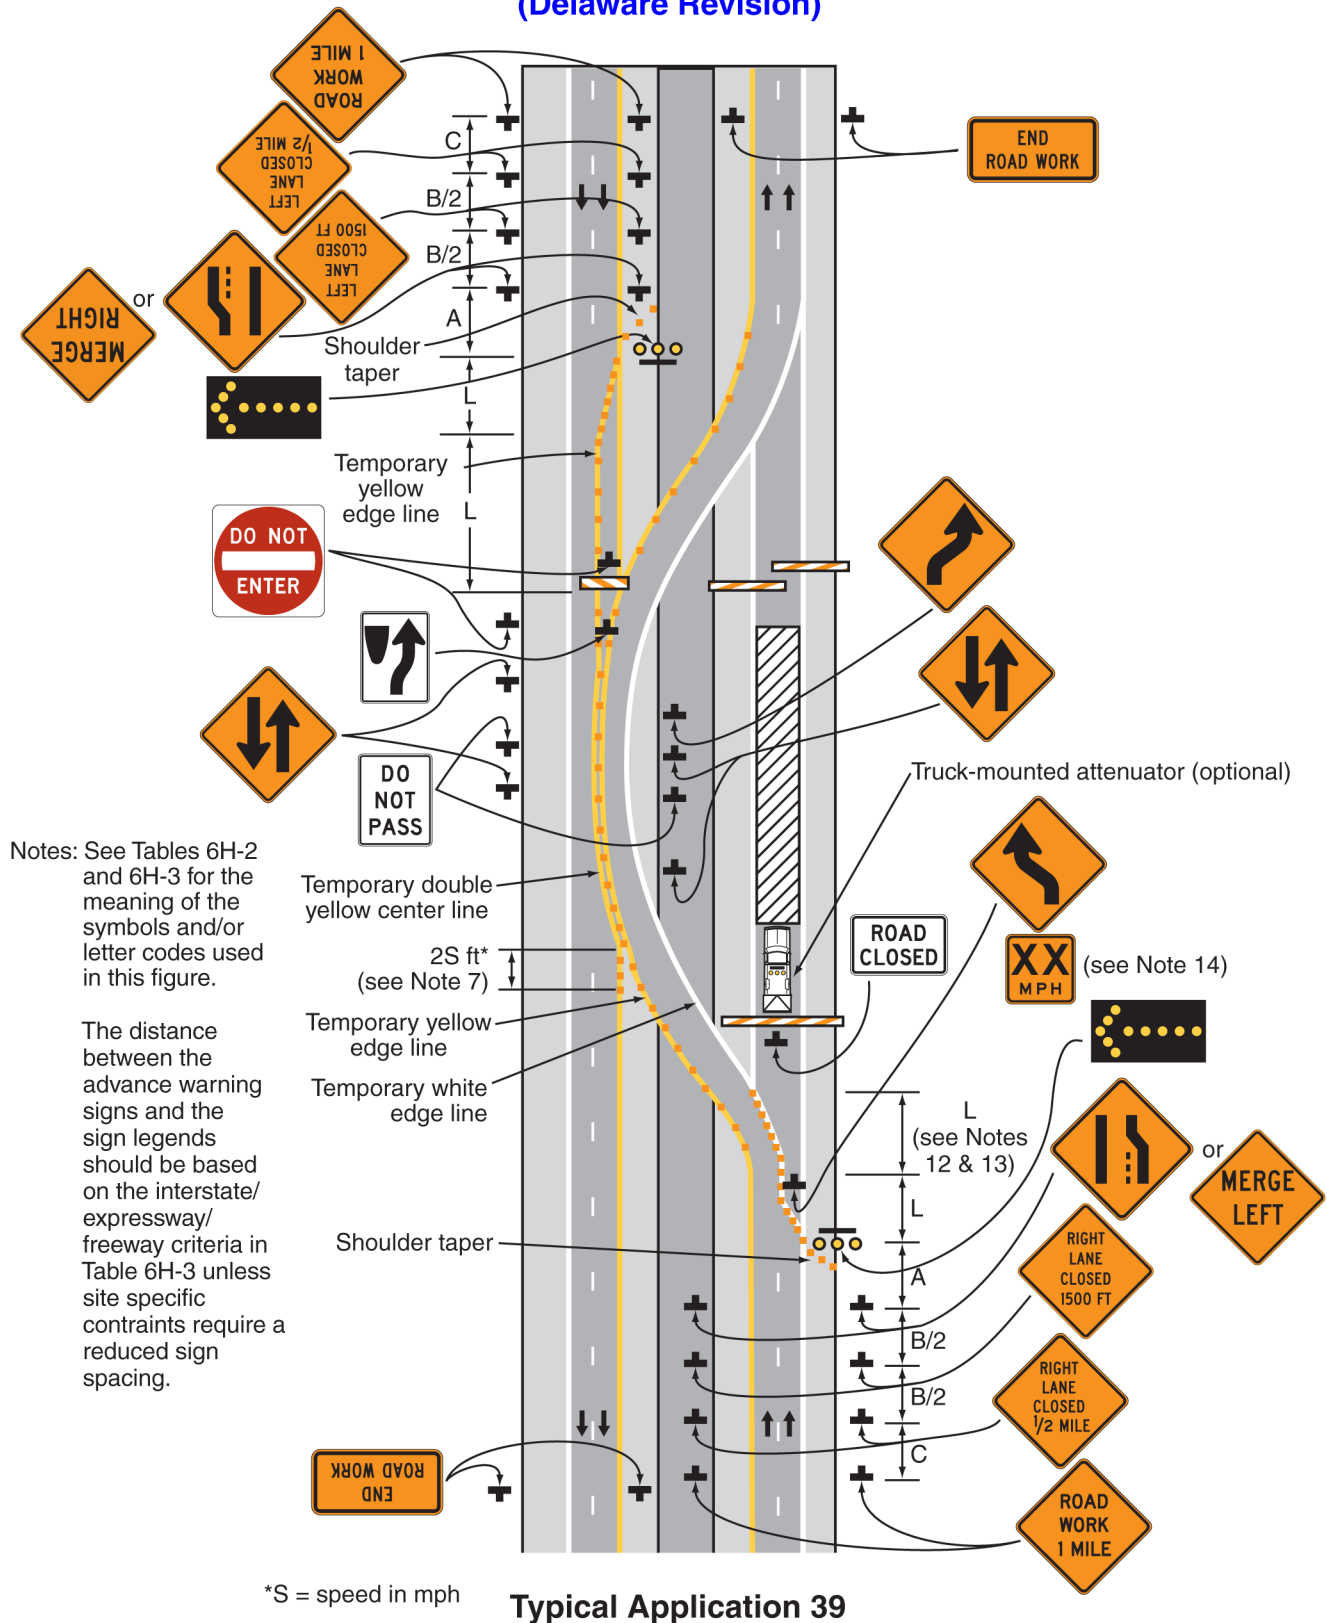 (Delaware Revision)
ROAD
WORK
1 MILE
LEFT
LANE
CLOSED
1/2 MILE
LEFT
LANE
CLOSED
1500 FT
MERGE
RIGHT
or
C
B/2
B/2
A
L
L
Shoulder
taper
END
ROAD WORK
Temporary
yellow
edge line
DO NOT
ENTER
DO
NOT
PASS
Truck-mounted attenuator (optional)
Notes: See Tables 6H-2
and 6H-3 for the
meaning of the
symbols and/or
letter codes used
in this figure.
The distance
between the
advance warning
signs and the
sign legends
should be based
on the interstate/
expressway/
freeway criteria in
Table 6H-3 unless
site specific
contraints require a
reduced sign
spacing.
Temporary double
yellow center line
2S ft*
(see Note 7)
Temporary yellow
edge line
Temporary white
edge line
ROAD
CLOSED
XX
MPH
(see Note 14)
L
(see Notes
12 & 13)
L
A
B/2
B/2
C
or
MERGE
LEFT
Shoulder taper
RIGHT
LANE
CLOSED
1500 FT
RIGHT
LANE
CLOSED
1/2 MILE
ROAD
WORK
1 MILE
END
ROAD WORK
*S = speed in mph
Typical Application 39